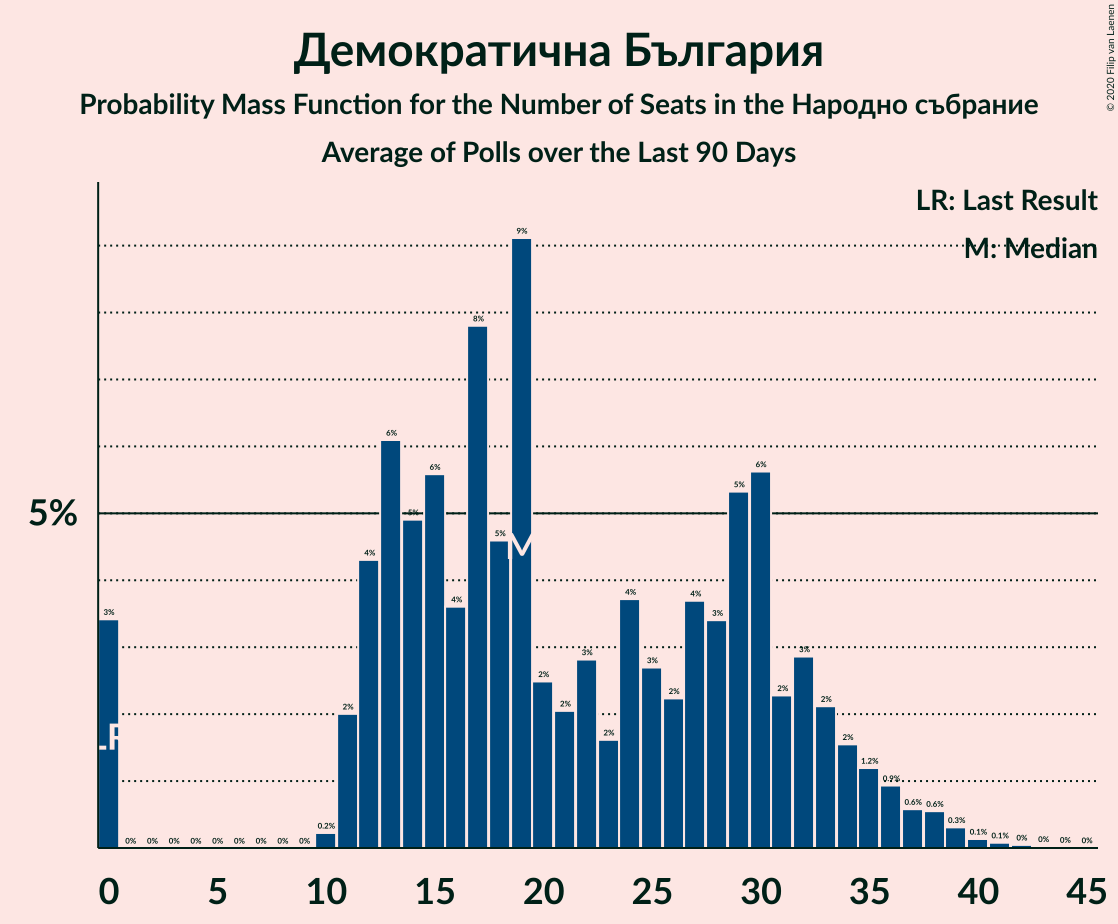 Демократична България
Probability Mass Function for the Number of Seats in the Народно събрание
Average of Polls over the Last 90 Days
© 2020 Filip van Laenen
LR: Last Result
M: Median
5%
3% 0% 0% 0% 0% 0% 0% 0% 0% 0% 0.2% 2% 4% 6% 5% 6% 4% 8% 5% 9% 2% 2% 3% 2% 4% 3% 2% 4% 3% 5% 6% 2% 3% 2% 2% 1.2% 0.9% 0.6% 0.6% 0.3% 0.1% 0.1% 0% 0% 0% 0%
LR
M
0 5 10 15 20 25 30 35 40 45